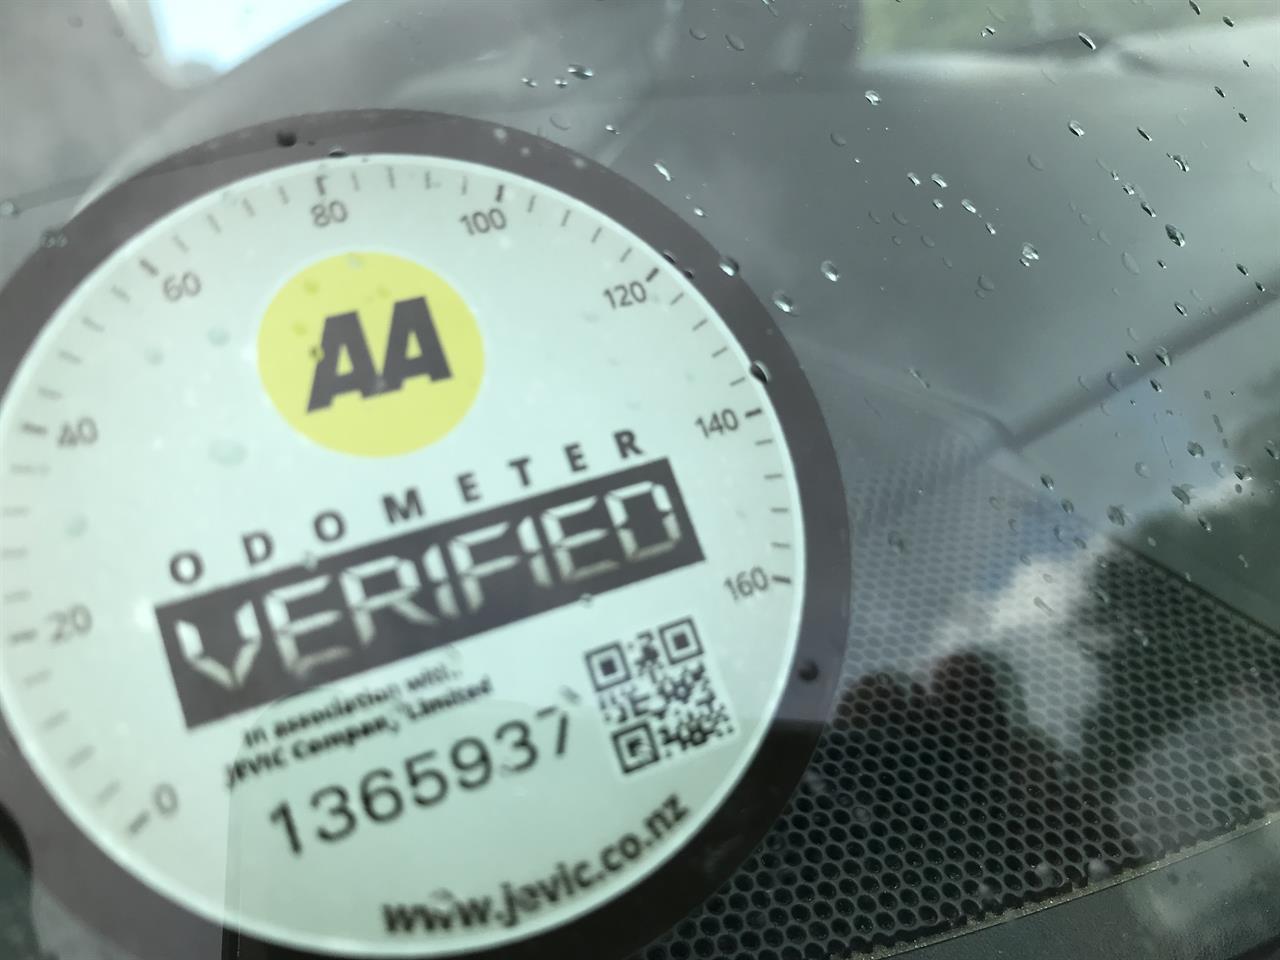 0
20
40
60
80
100
120
140
160
AA
ODOMETER
VERIFIED
In association with
JEVIC Company Limited
1365937
www.jevic.co.nz